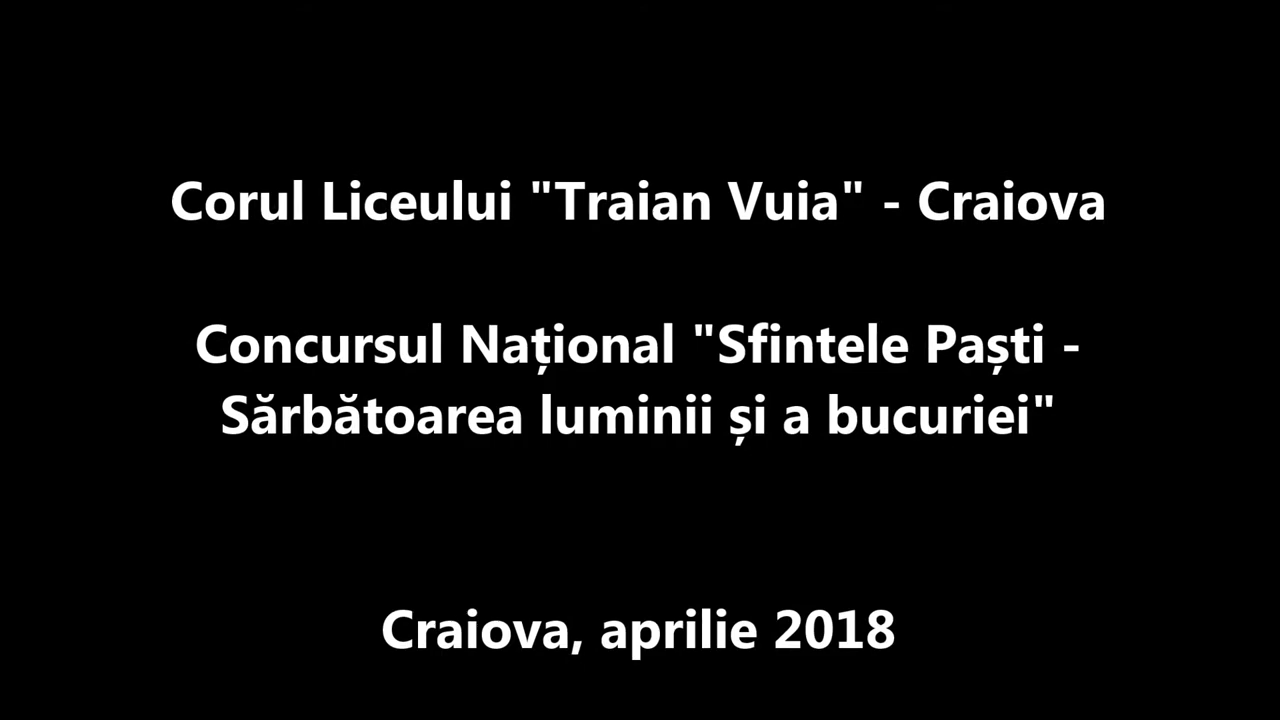 Corul Liceului "Traian Vuia" - Craiova
Concursul Național "Sfintele Paști -
Sărbătoarea luminii și a bucuriei"
Craiova, aprilie 2018